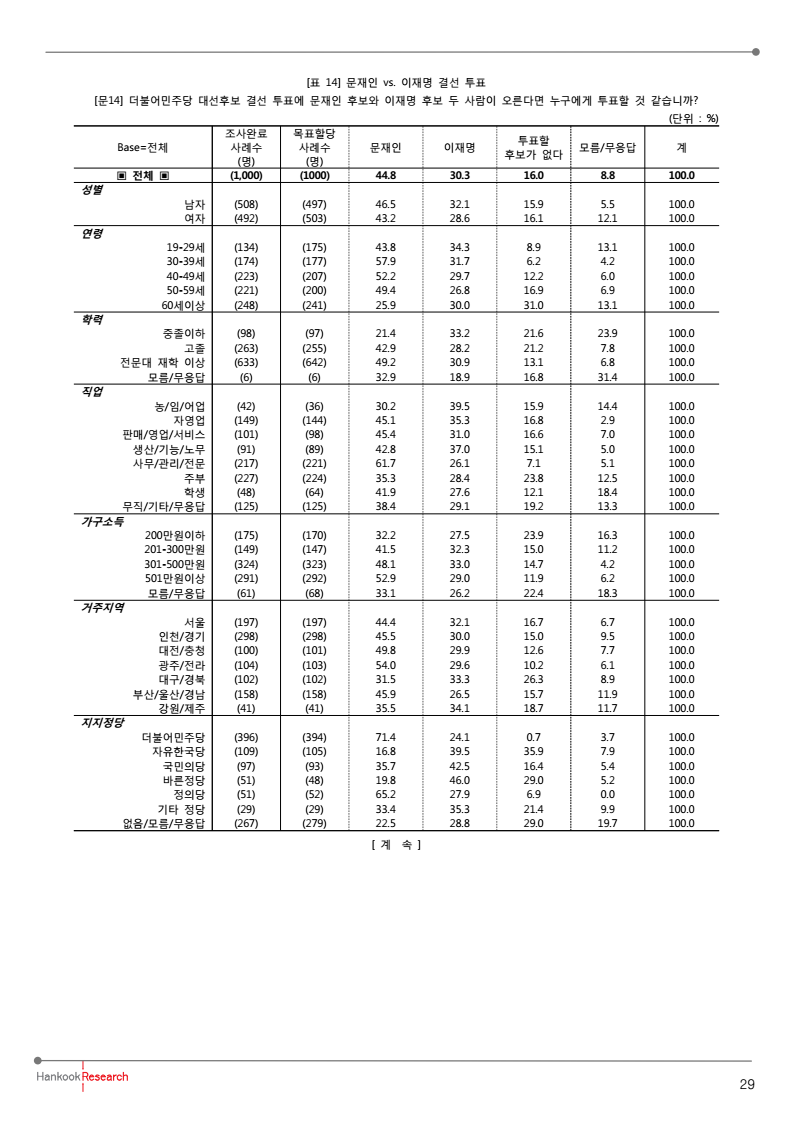 [표 14] 문재인 vs. 이재명 결선 투표
[문14] 더불어민주당 대선후보 결선 투표에 문재인 후보와 이재명 후보 두 사람이 오른다면 누구에게 투표할 것 같습니까?
(단위 : %)
Base=전체 조사완료 사례수 (명) 목표할당 사례수 (명) 문재인 이재명 투표할 후보가 없다 모름/무응답 계
▣ 전체 ▣ (1,000) (1000) 44.8 30.3 16.0 8.8 100.0
성별
남자 (508) (497) 46.5 32.1 15.9 5.5 100.0
여자 (492) (503) 43.2 28.6 16.1 12.1 100.0
연령
19-29세 (134) (175) 43.8 34.3 8.9 13.1 100.0
30-39세 (174) (177) 57.9 31.7 6.2 4.2 100.0
40-49세 (223) (207) 52.2 29.7 12.2 6.0 100.0
50-59세 (221) (200) 49.4 26.8 16.9 6.9 100.0
60세이상 (248) (241) 25.9 30.0 31.0 13.1 100.0
학력
중졸이하 (98) (97) 21.4 33.2 21.6 23.9 100.0
고졸 (263) (255) 42.9 28.2 21.2 7.8 100.0
전문대 재학 이상 (633) (642) 49.2 30.9 13.1 6.8 100.0
모름/무응답 (6) (6) 32.9 18.9 16.8 31.4 100.0
직업
농/임/어업 (42) (36) 30.2 39.5 15.9 14.4 100.0
자영업 (149) (144) 45.1 35.3 16.8 2.9 100.0
판매/영업/서비스 (101) (98) 45.4 31.0 16.6 7.0 100.0
생산/기능/노무 (91) (89) 42.8 37.0 15.1 5.0 100.0
사무/관리/전문 (217) (221) 61.7 26.1 7.1 5.1 100.0
주부 (227) (224) 35.3 28.4 23.8 12.5 100.0
학생 (48) (64) 41.9 27.6 12.1 18.4 100.0
무직/기타/무응답 (125) (125) 38.4 29.1 19.2 13.3 100.0
가구소득
200만원이하 (175) (170) 32.2 27.5 23.9 16.3 100.0
201-300만원 (149) (147) 41.5 32.3 15.0 11.2 100.0
301-500만원 (324) (323) 48.1 33.0 14.7 4.2 100.0
501만원이상 (291) (292) 52.9 29.0 11.9 6.2 100.0
모름/무응답 (61) (68) 33.1 26.2 22.4 18.3 100.0
거주지역
서울 (197) (197) 44.4 32.1 16.7 6.7 100.0
인천/경기 (298) (298) 45.5 30.0 15.0 9.5 100.0
대전/충청 (100) (101) 49.8 29.9 12.6 7.7 100.0
광주/전라 (104) (103) 54.0 29.6 10.2 6.1 100.0
대구/경북 (102) (102) 31.5 33.3 26.3 8.9 100.0
부산/울산/경남 (158) (158) 45.9 26.5 15.7 11.9 100.0
강원/제주 (41) (41) 35.5 34.1 18.7 11.7 100.0
지지정당
더불어민주당 (396) (394) 71.4 24.1 0.7 3.7 100.0
자유한국당 (109) (105) 16.8 39.5 35.9 7.9 100.0
국민의당 (97) (93) 35.7 42.5 16.4 5.4 100.0
바른정당 (51) (48) 19.8 46.0 29.0 5.2 100.0
정의당 (51) (52) 65.2 27.9 6.9 0.0 100.0
기타 정당 (29) (29) 33.4 35.3 21.4 9.9 100.0
없음/모름/무응답 (267) (279) 22.5 28.8 29.0 19.7 100.0
[ 계 속 ]
Hankook Research
29